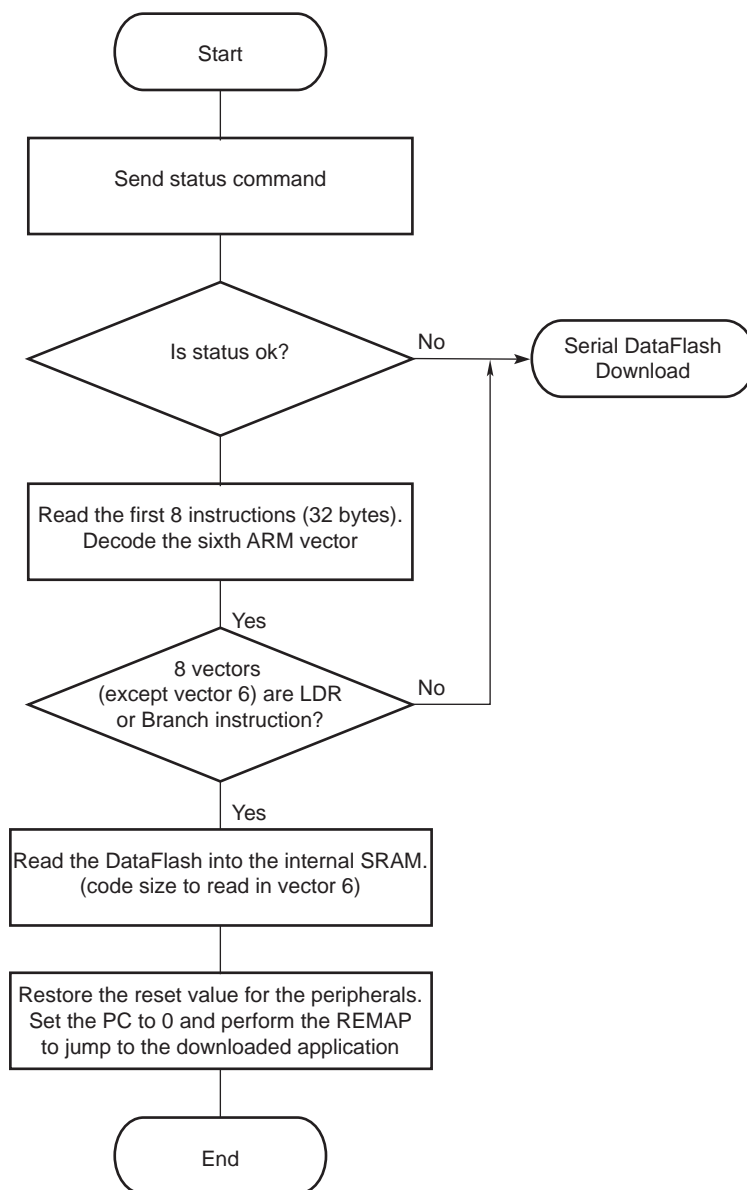 Start
Send status command
Is status ok?
No
Serial DataFlash
Download
Read the first 8 instructions (32 bytes).
Decode the sixth ARM vector
Yes
8 vectors
(except vector 6) are LDR
or Branch instruction?
No
Yes
Read the DataFlash into the internal SRAM.
(code size to read in vector 6)
Restore the reset value for the peripherals.
Set the PC to 0 and perform the REMAP
to jump to the downloaded application
End